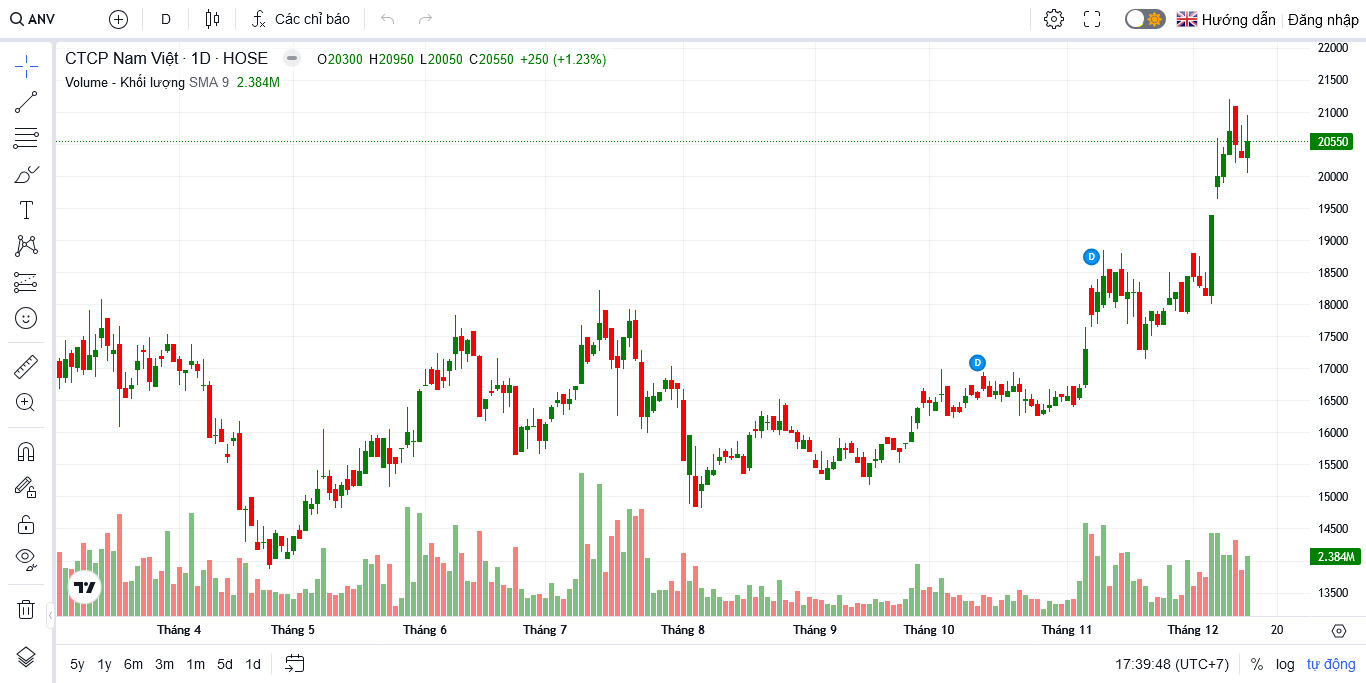 ANV D Các chỉ báo Hướng dẫn Đăng nhập
CTCP Nam Việt · 1D · HOSE O20300 H20950 L20050 C20550 +250 (+1.23%)
Volume - Khối lượng SMA 9 2.384M
22000
21500
21000
20550
20000
19500
19000
18500
18000
17500
17000
16500
16000
15500
15000
14500
2.384M
13500
D
D
Tháng 4 Tháng 5 Tháng 6 Tháng 7 Tháng 8 Tháng 9 Tháng 10 Tháng 11 Tháng 12 20
5y 1y 6m 3m 1m 5d 1d 17:39:48 (UTC+7) % log tự động